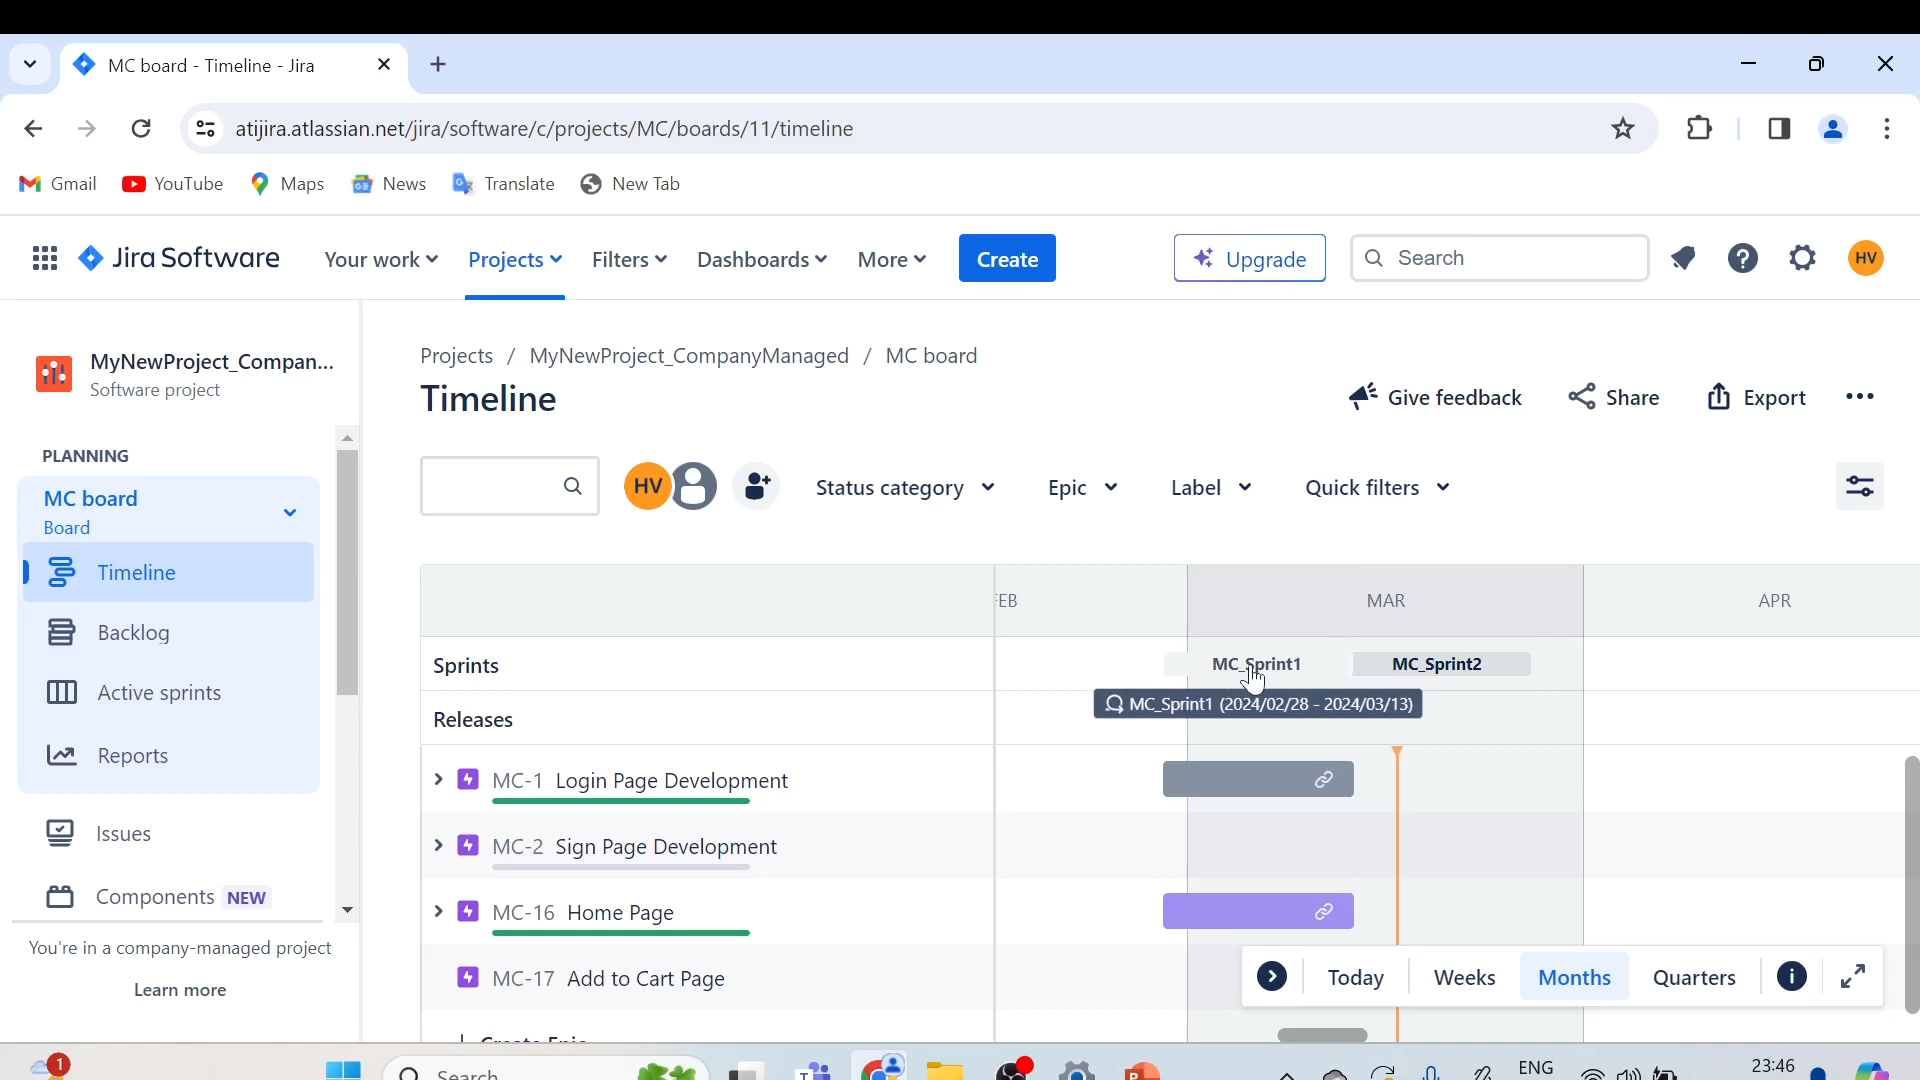 MC board - Timeline - Jira
atijira.atlassian.net/jira/software/c/projects/MC/boards/11/timeline
Gmail YouTube Maps News Translate New Tab
Jira Software Your work Projects Filters Dashboards More Create Upgrade Search HV
MyNewProject_Compan...
Software project
Projects / MyNewProject_CompanyManaged / MC board
Timeline
Give feedback Share Export
PLANNING
MC board
Board
Timeline
Backlog
Active sprints
Reports
Issues
Components NEW
You're in a company-managed project
Learn more
HV Status category Epic Label Quick filters
EB MAR APR
Sprints MC_Sprint1 MC_Sprint2
MC_Sprint1 (2024/02/28 - 2024/03/13)
Releases
MC-1 Login Page Development
MC-2 Sign Page Development
MC-16 Home Page
MC-17 Add to Cart Page
Today Weeks Months Quarters
1 Search ENG 23:46